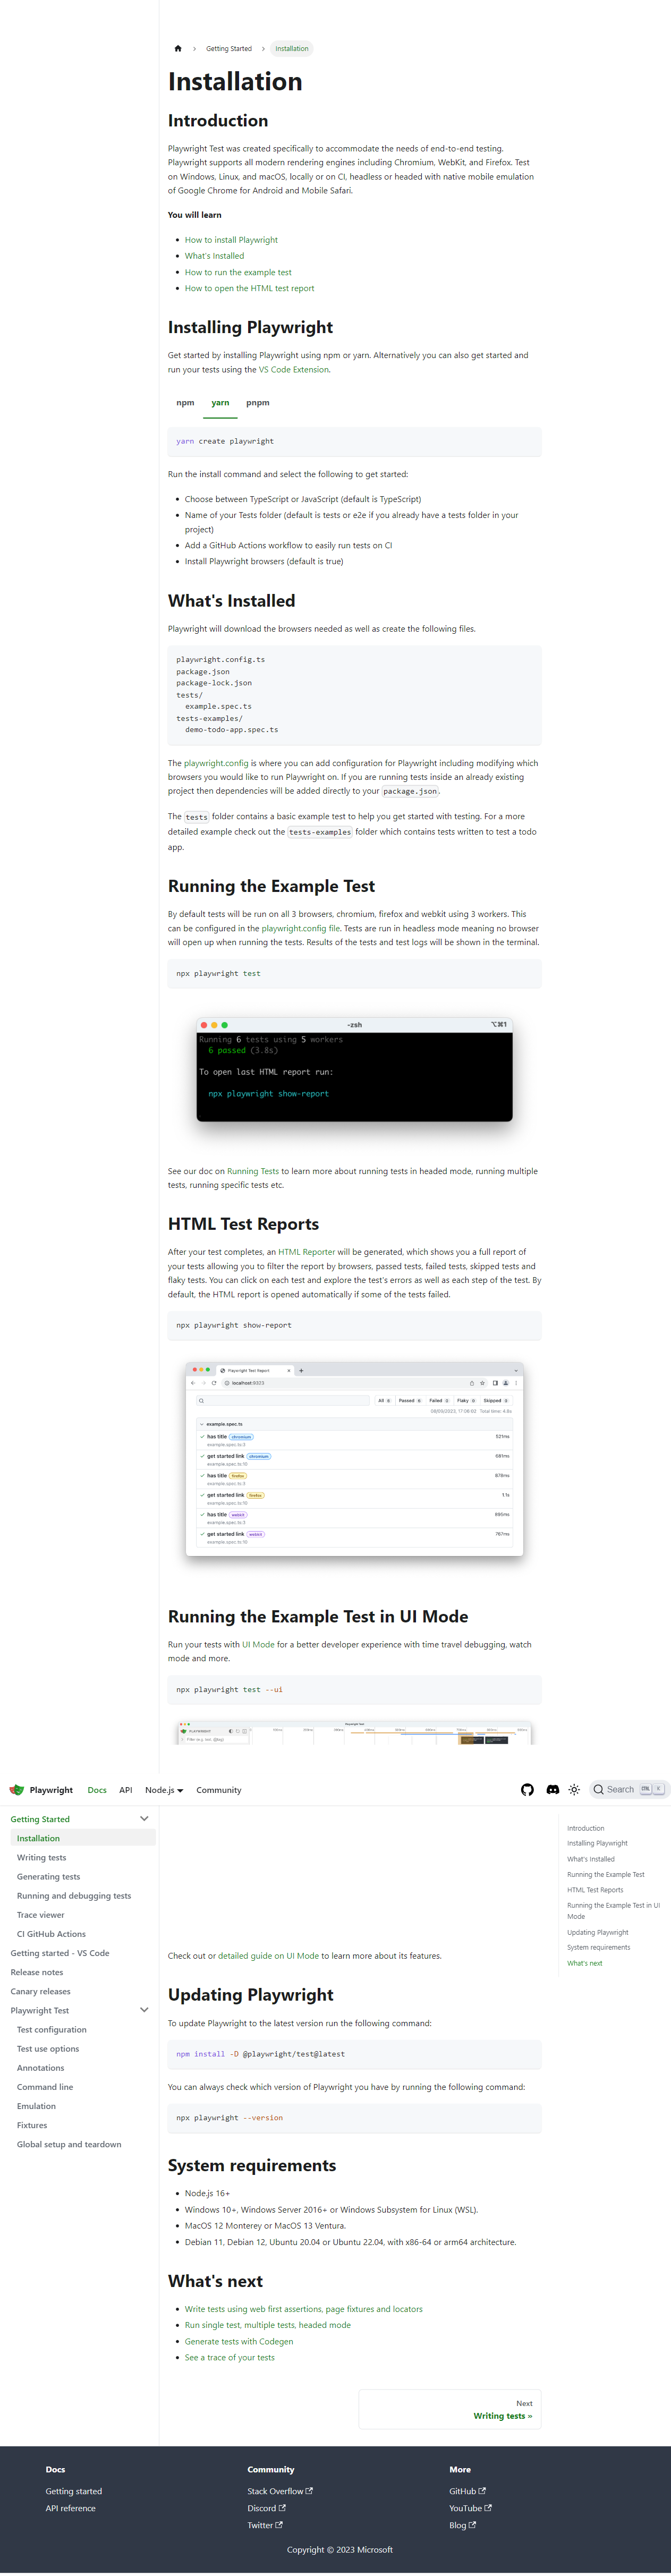 Getting Started
Installation
Installation
Introduction
Playwright Test was created specifically to accommodate the needs of end-to-end testing.
Playwright supports all modern rendering engines including Chromium, WebKit, and Firefox. Test
on Windows, Linux, and macOS, locally or on CI, headless or headed with native mobile emulation
of Google Chrome for Android and Mobile Safari.
You will learn
How to install Playwright
What's Installed
How to run the example test
How to open the HTML test report
Installing Playwright
Get started by installing Playwright using npm or yarn. Alternatively you can also get started and
run your tests using the VS Code Extension.
npm yarn pnpm
yarn create playwright
Run the install command and select the following to get started:
Choose between TypeScript or JavaScript (default is TypeScript)
Name of your Tests folder (default is tests or e2e if you already have a tests folder in your
project)
Add a GitHub Actions workflow to easily run tests on CI
Install Playwright browsers (default is true)
What's Installed
Playwright will download the browsers needed as well as create the following files.
playwright.config.ts
package.json
package-lock.json
tests/
example.spec.ts
tests-examples/
demo-todo-app.spec.ts
The playwright.config is where you can add configuration for Playwright including modifying which
browsers you would like to run Playwright on. If you are running tests inside an already existing
project then dependencies will be added directly to your package.json.
The tests folder contains a basic example test to help you get started with testing. For a more
detailed example check out the tests-examples folder which contains tests written to test a todo
app.
Running the Example Test
By default tests will be run on all 3 browsers, chromium, firefox and webkit using 3 workers. This
can be configured in the playwright.config file. Tests are run in headless mode meaning no browser
will open up when running the tests. Results of the tests and test logs will be shown in the terminal.
npx playwright test
-zsh ⌥⌘1
Running 6 tests using 5 workers
6 passed (3.8s)
To open last HTML report run:
npx playwright show-report
See our doc on Running Tests to learn more about running tests in headed mode, running multiple
tests, running specific tests etc.
HTML Test Reports
After your test completes, an HTML Reporter will be generated, which shows you a full report of
your tests allowing you to filter the report by browsers, passed tests, failed tests, skipped tests and
flaky tests. You can click on each test and explore the test's errors as well as each step of the test. By
default, the HTML report is opened automatically if some of the tests failed.
npx playwright show-report
Playwright Test Report
localhost:9323
All 6 Passed 6 Failed 0 Flaky 0 Skipped 0
Total time: 4.8s
example.spec.ts
has title chromium 521ms
example.spec.ts:3
get started link chromium 681ms
example.spec.ts:10
has title firefox 878ms
example.spec.ts:3
get started link firefox 1.1s
example.spec.ts:10
has title webkit
example.spec.ts:3
get started link webkit 767ms
example.spec.ts:10
Running the Example Test in UI Mode
Run your tests with UI Mode for a better developer experience with time travel debugging, watch
mode and more.
npx playwright test --ui
Playwright Test
PLAYWRIGHT
Playwright Docs API Node.js Community Search CTRL K
Getting Started
Installation
Writing tests
Generating tests
Running and debugging tests
Trace viewer
CI GitHub Actions
Getting started - VS Code
Release notes
Canary releases
Playwright Test
Test configuration
Test use options
Annotations
Command line
Emulation
Fixtures
Global setup and teardown
Introduction
Installing Playwright
What's Installed
Running the Example Test
HTML Test Reports
Running the Example Test in UI
Mode
Updating Playwright
System requirements
What's next
Check out or detailed guide on UI Mode to learn more about its features.
Updating Playwright
To update Playwright to the latest version run the following command:
npm install -D @playwright/test@latest
You can always check which version of Playwright you have by running the following command:
npx playwright --version
System requirements
Node.js 16+
Windows 10+, Windows Server 2016+ or Windows Subsystem for Linux (WSL).
MacOS 12 Monterey or MacOS 13 Ventura.
Debian 11, Debian 12, Ubuntu 20.04 or Ubuntu 22.04, with x86-64 or arm64 architecture.
What's next
Write tests using web first assertions, page fixtures and locators
Run single test, multiple tests, headed mode
Generate tests with Codegen
See a trace of your tests
Next
Writing tests »
Docs
Getting started
API reference
Community
Stack Overflow
Discord
Twitter
More
GitHub
YouTube
Blog
Copyright © 2023 Microsoft